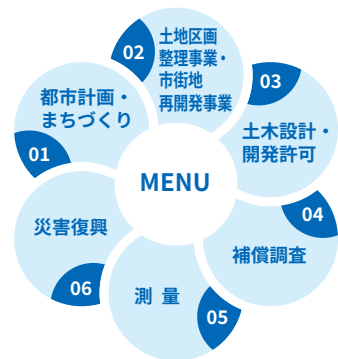 MENU
01
都市計画・
まちづくり
02
土地区画
整理事業・
市街地
再開発事業
03
土木設計・
開発許可
04
補償調査
05
測 量
06
災害復興